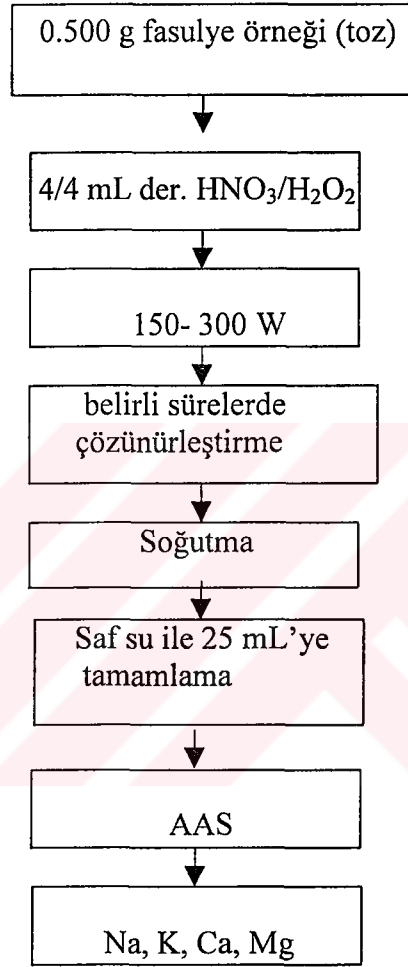 0.500 g fasulye örneği (toz)
4/4 mL der. HNO₃/H₂O₂
150- 300 W
belirli sürelerde
çözünürleştirme
Soğutma
Saf su ile 25 mL’ye
tamamlama
AAS
Na, K, Ca, Mg